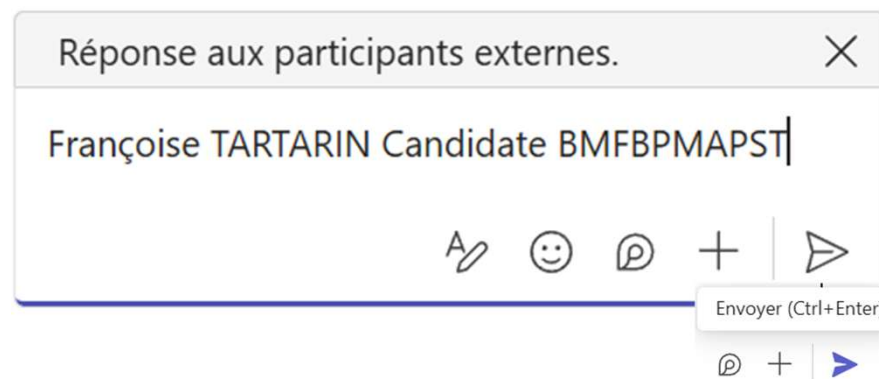 Réponse aux participants externes.
Françoise TARTARIN Candidate BMFBPMAPST
Envoyer (Ctrl+Enter